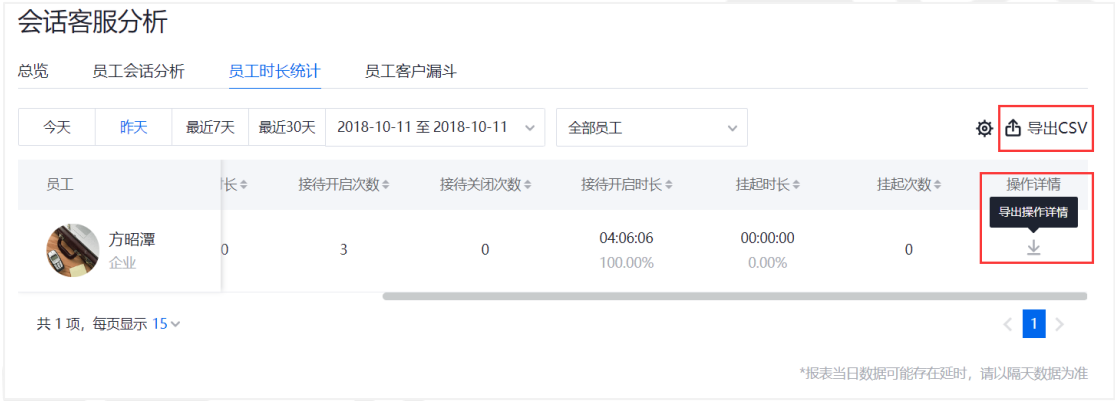 会话客服分析
总览 员工会话分析 员工时长统计 员工客户漏斗
今天 昨天 最近7天 最近30天 2018-10-11 至 2018-10-11 全部员工 导出CSV
员工 时长 接待开启次数 接待关闭次数 接待开启时长 挂起时长 挂起次数 操作详情
导出操作详情
方昭潭 0 3 0 04:06:06 00:00:00 0
企业 100.00% 0.00%
共 1 项，每页显示 15 1
*报表当日数据可能存在延时，请以隔天数据为准